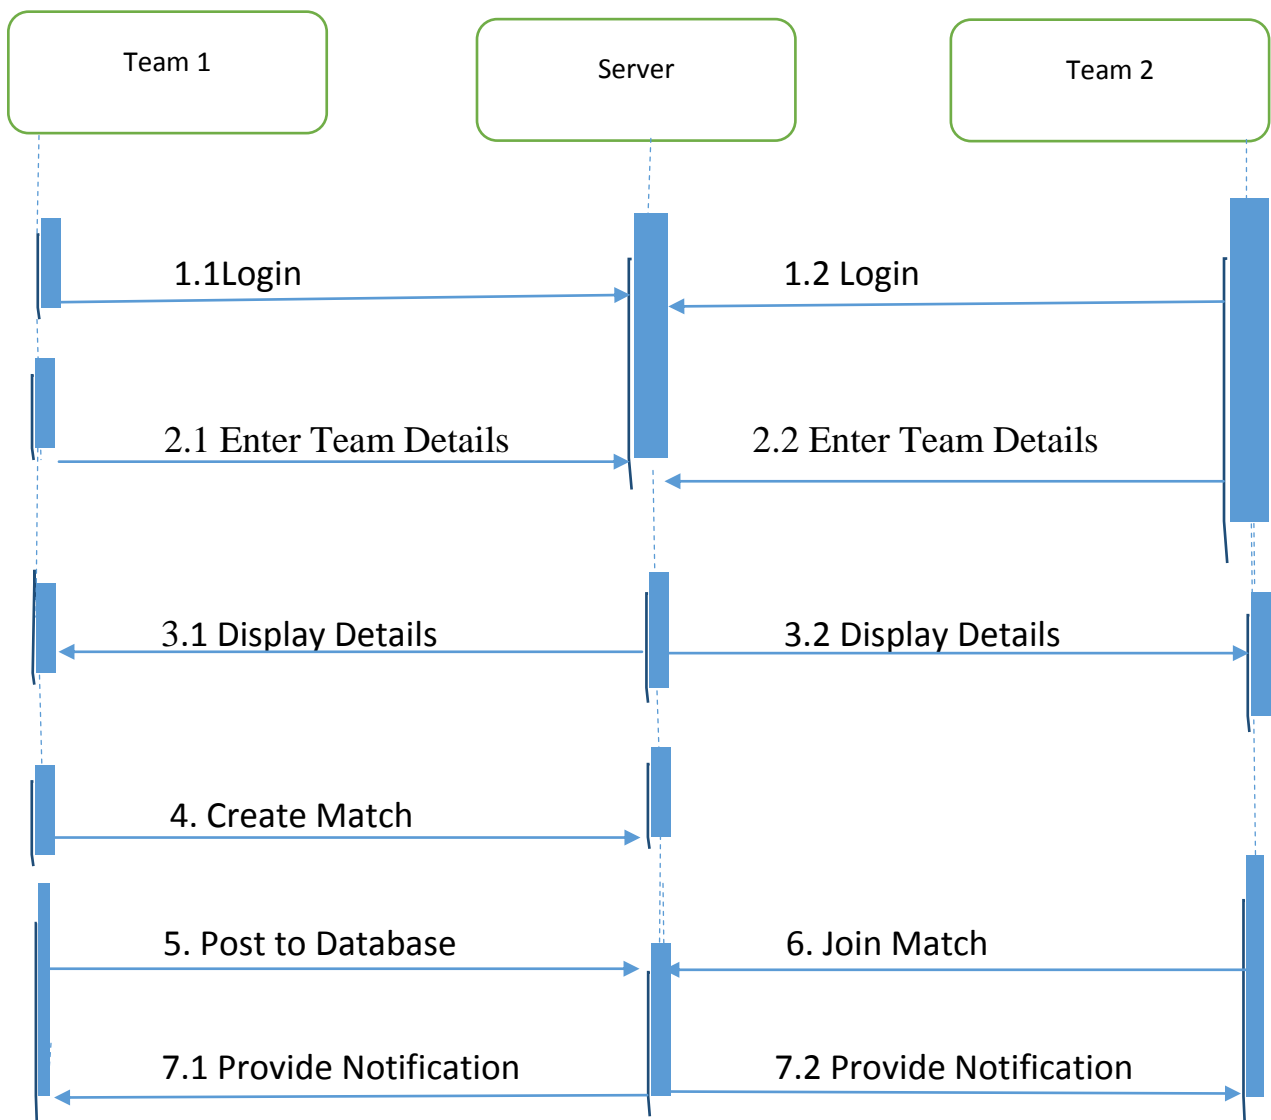 Team 1
Server
Team 2
1.1Login
1.2 Login
2.1 Enter Team Details
2.2 Enter Team Details
3.1 Display Details
3.2 Display Details
4. Create Match
5. Post to Database
6. Join Match
7.1 Provide Notification
7.2 Provide Notification